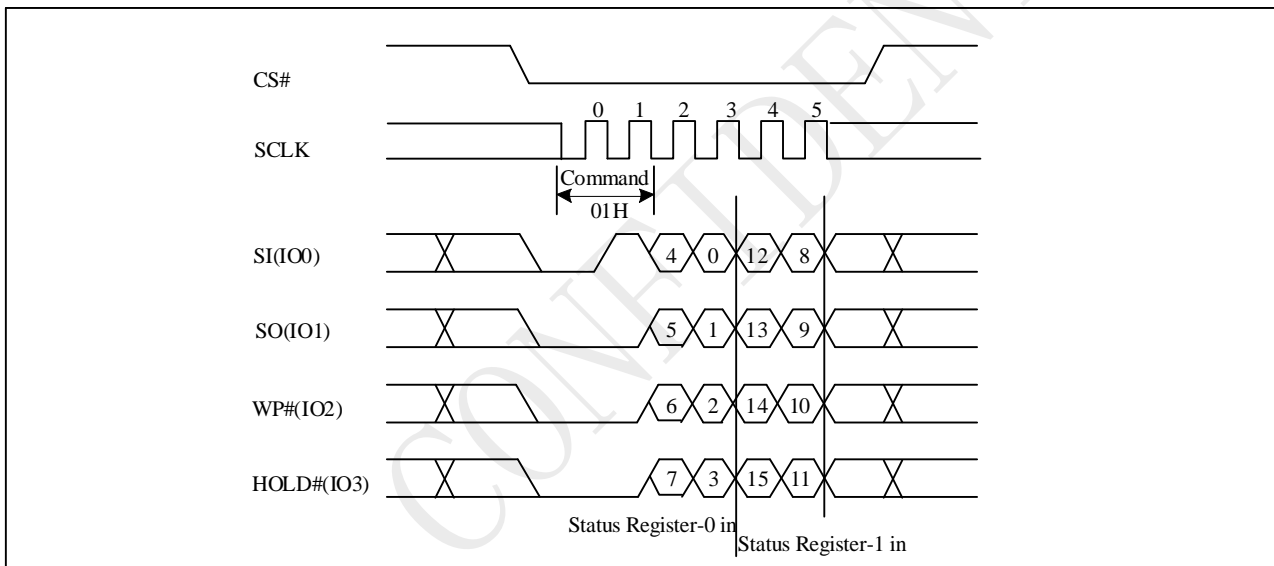 CS#
0 1 2 3 4 5
SCLK
Command
01H
SI(IO0)
4 0 12 8
SO(IO1)
5 1 13 9
WP#(IO2)
6 2 14 10
HOLD#(IO3)
7 3 15 11
Status Register-0 in
Status Register-1 in
CONFIDEN